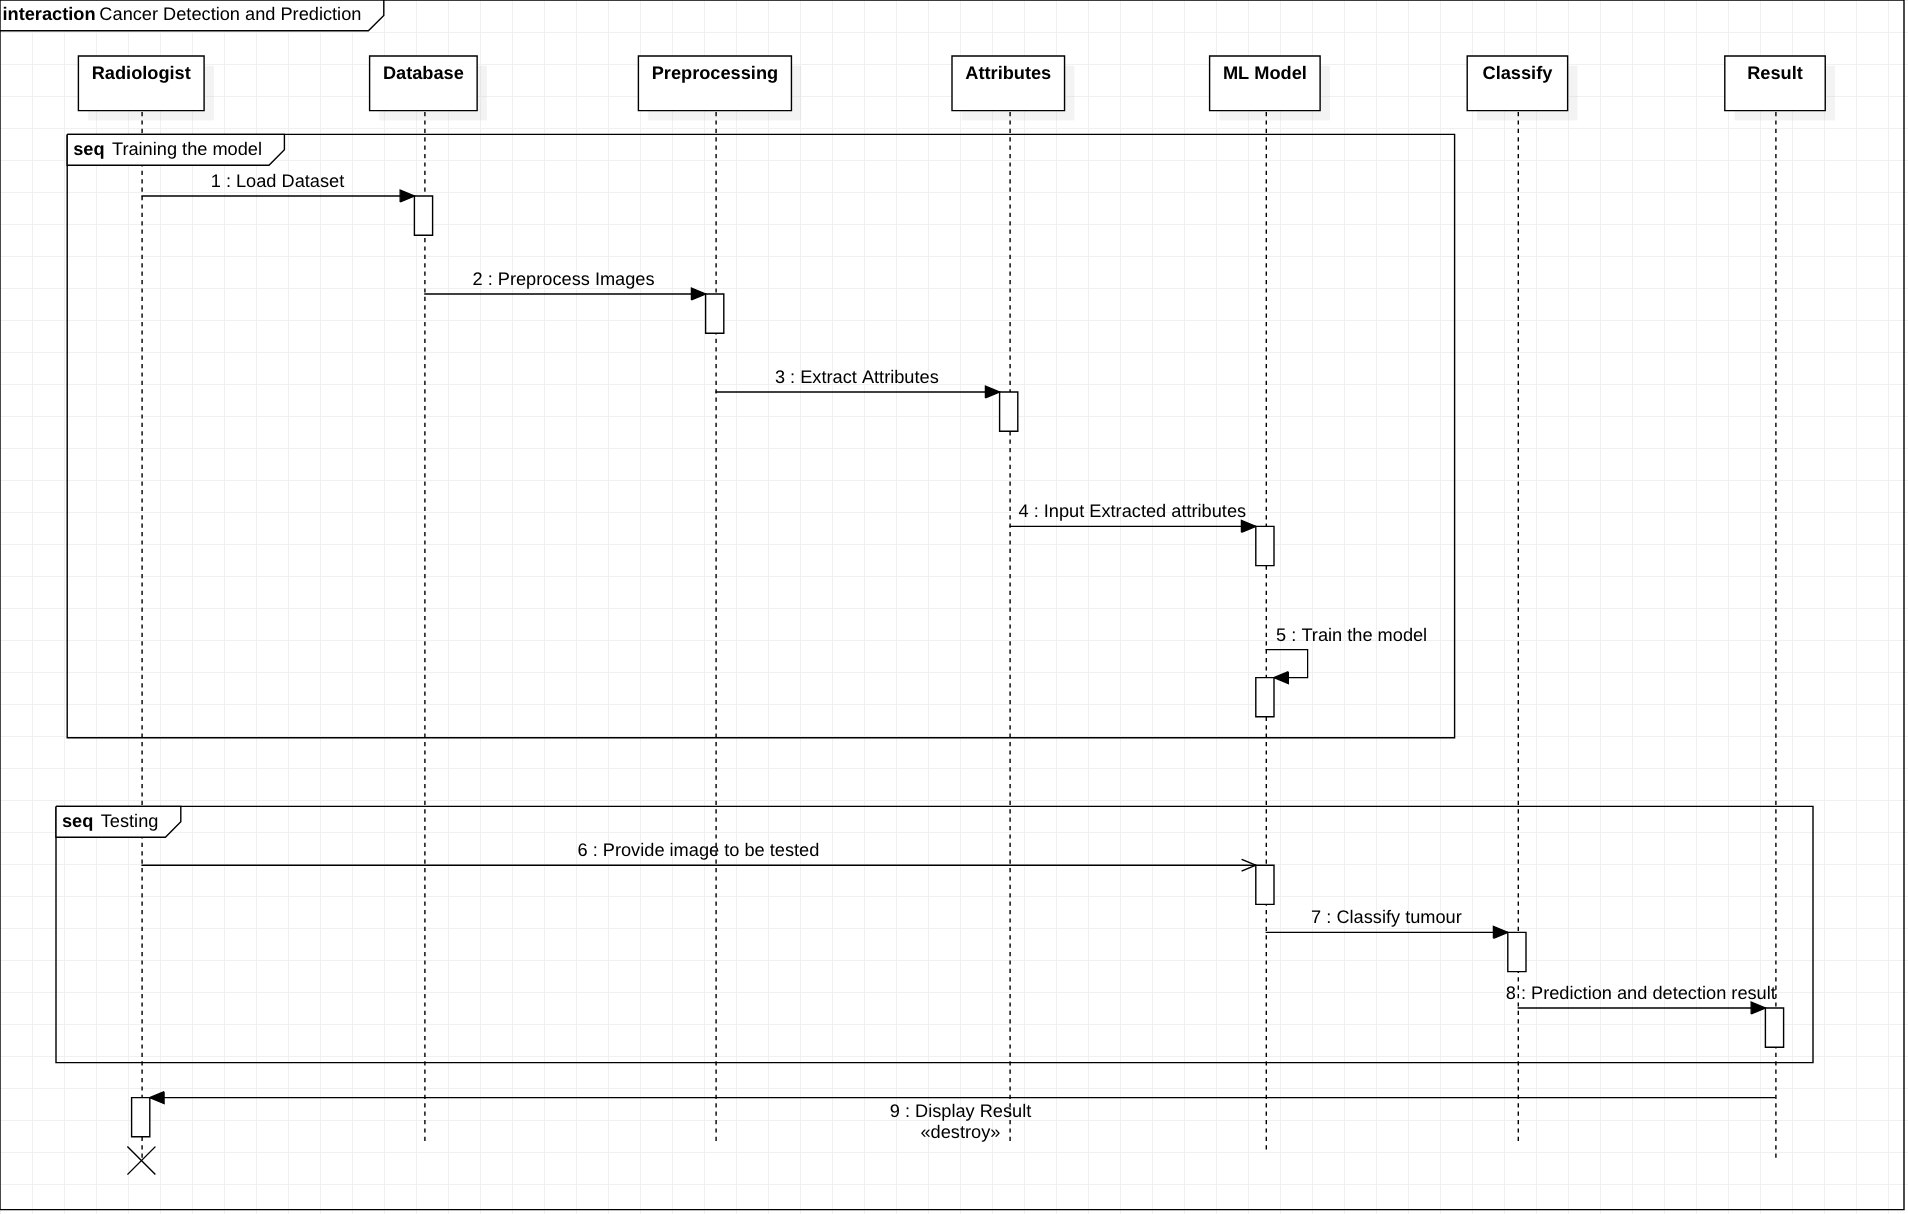 interaction Cancer Detection and Prediction
Radiologist
Database
Preprocessing
Attributes
ML Model
Classify
Result
seq Training the model
1 : Load Dataset
2 : Preprocess Images
3 : Extract Attributes
4 : Input Extracted attributes
5 : Train the model
seq Testing
6 : Provide image to be tested
7 : Classify tumour
8 : Prediction and detection result
9 : Display Result
«destroy»